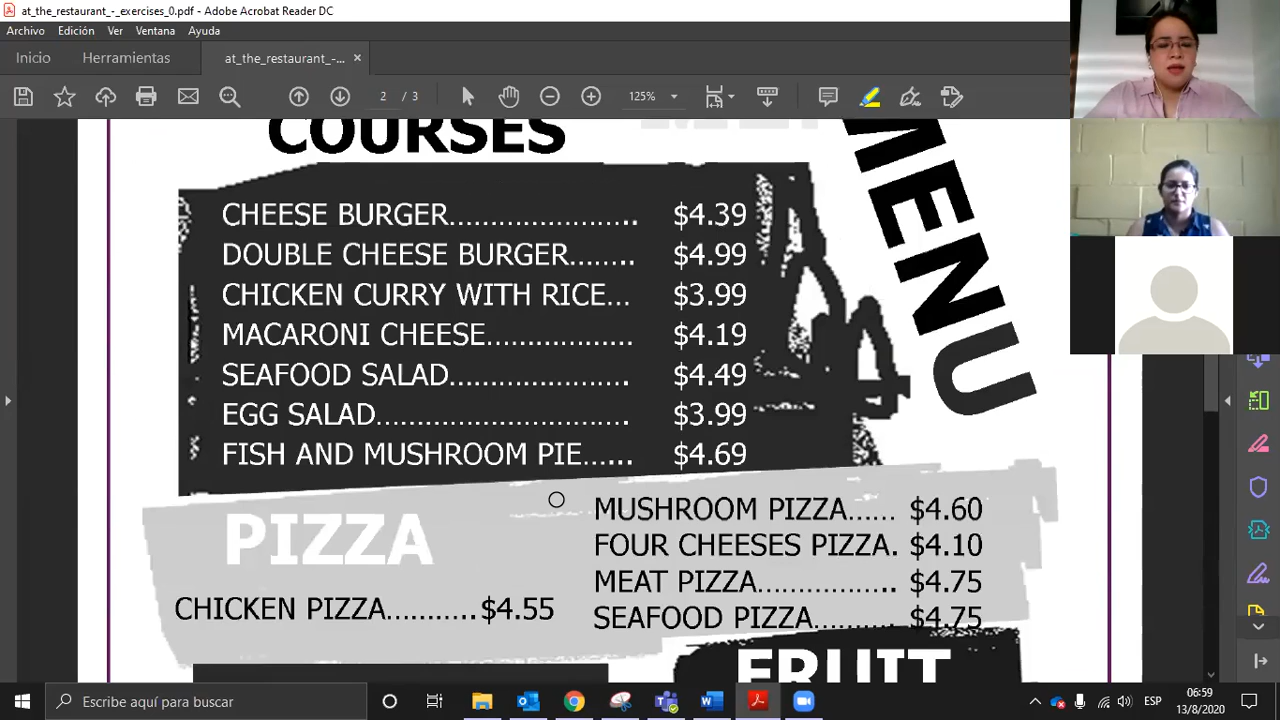 at_the_restaurant_-_exercises_0.pdf - Adobe Acrobat Reader DC
Archivo Edición Ver Ventana Ayuda
Inicio Herramientas at_the_restaurant_-... ×
2 / 3 125%
COURSES
MENU
CHEESE BURGER....................... $4.39
DOUBLE CHEESE BURGER........ $4.99
CHICKEN CURRY WITH RICE... $3.99
MACARONI CHEESE.................. $4.19
SEAFOOD SALAD...................... $4.49
EGG SALAD............................... $3.99
FISH AND MUSHROOM PIE...... $4.69
PIZZA
CHICKEN PIZZA...........$4.55
MUSHROOM PIZZA...... $4.60
FOUR CHEESES PIZZA. $4.10
MEAT PIZZA................. $4.75
SEAFOOD PIZZA.......... $4.75
FRUIT
Escribe aquí para buscar
ESP
06:59
13/8/2020